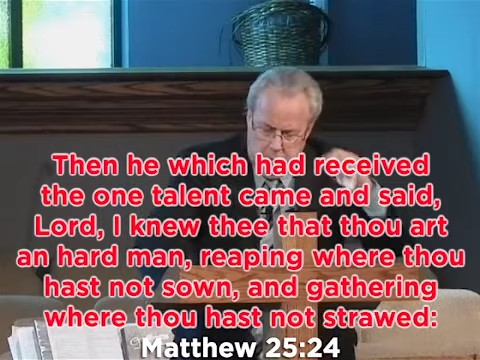 Then he which had received
the one talent came and said,
Lord, I knew thee that thou art
an hard man, reaping where thou
hast not sown, and gathering
where thou hast not strawed:
Matthew 25:24